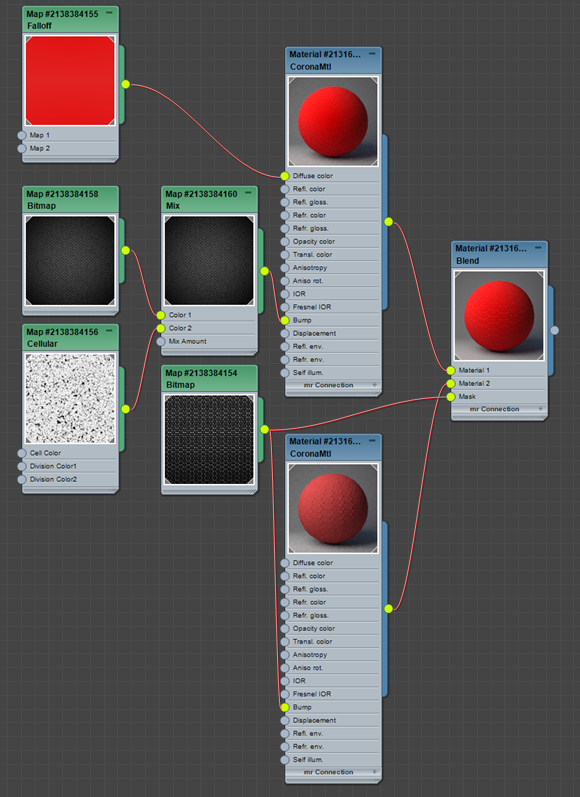 Map #2138384155
Falloff
Map 1
Map 2
Map #2138384158
Bitmap
Map #2138384156
Cellular
Cell Color
Division Color1
Division Color2
Map #2138384160
Mix
Color 1
Color 2
Mix Amount
Map #2138384154
Bitmap
Material #21316...
CoronaMtl
Diffuse color
Refl. color
Refl. gloss.
Refr. color
Refr. gloss.
Opacity color
Transl. color
Anisotropy
Aniso rot.
IOR
Fresnel IOR
Bump
Displacement
Refl. env.
Refr. env.
Self illum.
mr Connection
Material #21316...
CoronaMtl
Diffuse color
Refl. color
Refl. gloss.
Refr. color
Refr. gloss.
Opacity color
Transl. color
Anisotropy
Aniso rot.
IOR
Fresnel IOR
Bump
Displacement
Refl. env.
Refr. env.
Self illum.
mr Connection
Material #21316...
Blend
Material 1
Material 2
Mask
mr Connection